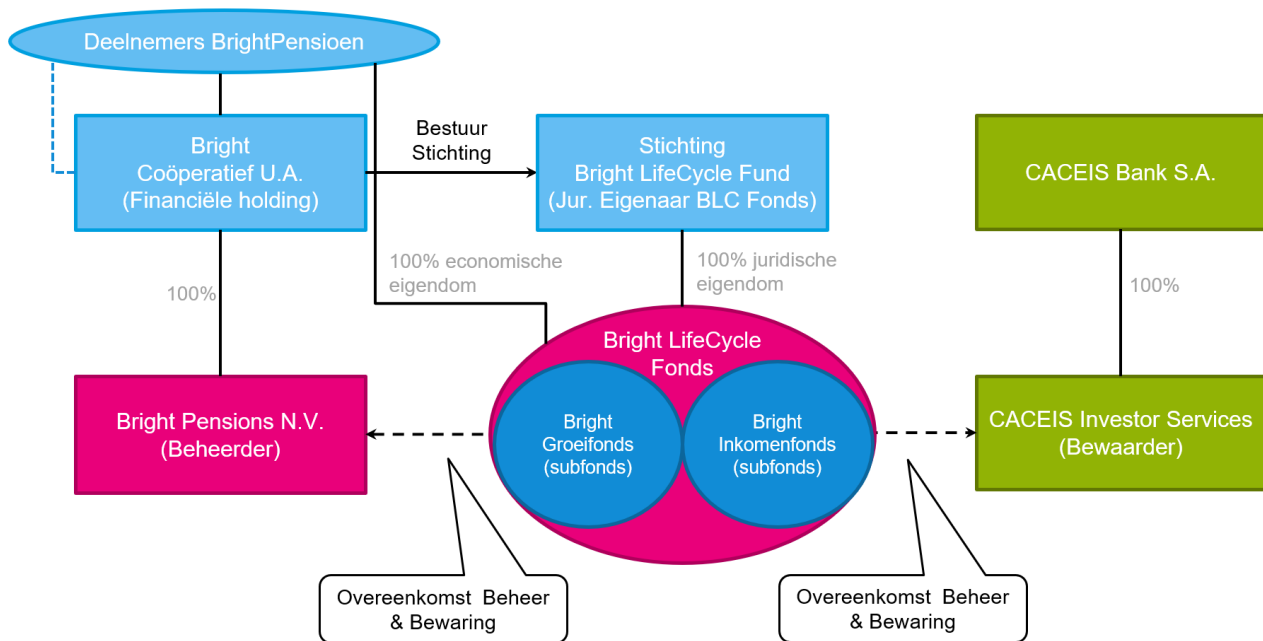 Deelnemers BrightPensioen
Bright
Coöperatief U.A.
(Financiële holding)
Bestuur
Stichting
Stichting
Bright LifeCycle Fund
(Jur. Eigenaar BLC Fonds)
CACEIS Bank S.A.
100%
100% economische
eigendom
100% juridische
eigendom
100%
Bright LifeCycle
Fonds
Bright Pensions N.V.
(Beheerder)
Bright
Groeifonds
(subfonds)
Bright
Inkomenfonds
(subfonds)
CACEIS Investor Services
(Bewaarder)
Overeenkomst Beheer
& Bewaring
Overeenkomst Beheer
& Bewaring